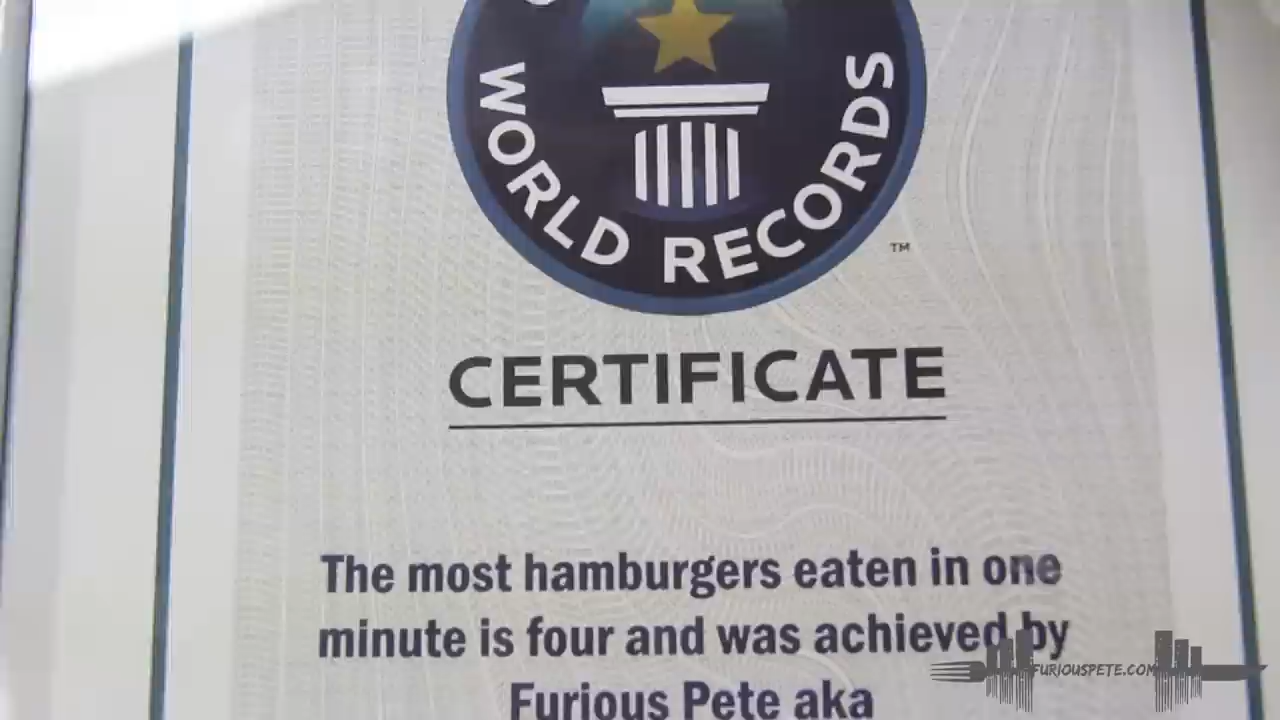 WORLD RECORDS
TM
CERTIFICATE
The most hamburgers eaten in one
minute is four and was achieved by
Furious Pete aka
FURIOUSPETE.COM